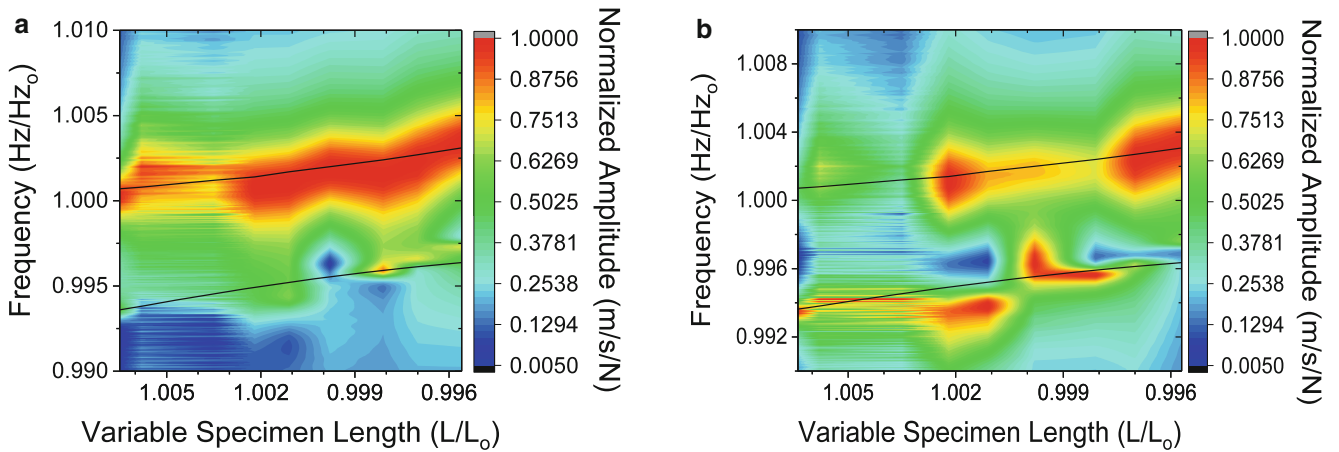 a
1.010
1.005
1.000
0.995
0.990
Frequency (Hz/Hzo)
1.005 1.002 0.999 0.996
Variable Specimen Length (L/Lo)
1.0000
0.8756
0.7513
0.6269
0.5025
0.3781
0.2538
0.1294
0.0050
Normalized Amplitude (m/s/N)
b
1.008
1.004
1.000
0.996
0.992
Frequency (Hz/Hzo)
1.005 1.002 0.999 0.996
Variable Specimen Length (L/Lo)
1.0000
0.8756
0.7513
0.6269
0.5025
0.3781
0.2538
0.1294
0.0050
Normalized Amplitude (m/s/N)